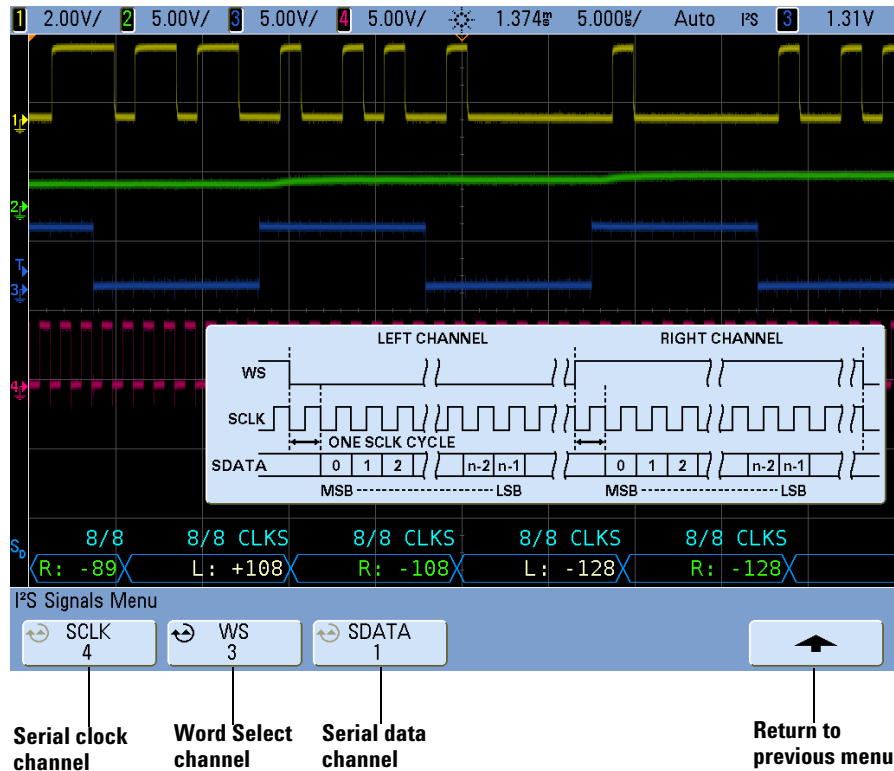 1 2.00V/ 2 5.00V/ 3 5.00V/ 4 5.00V/ 1.374 5.000 / Auto I²S 3 1.31V
1
2
T
3
4
LEFT CHANNEL RIGHT CHANNEL
WS
SCLK
ONE SCLK CYCLE
SDATA 0 1 2 n-2 n-1 0 1 2 n-2 n-1
MSB LSB MSB LSB
8/8 8/8 CLKS 8/8 CLKS 8/8 CLKS 8/8 CLKS
SD
R: -89 L: +108 R: -108 L: -128 R: -128
I²S Signals Menu
SCLK WS SDATA
4 3 1
Serial clock channel
Word Select channel
Serial data channel
Return to previous menu